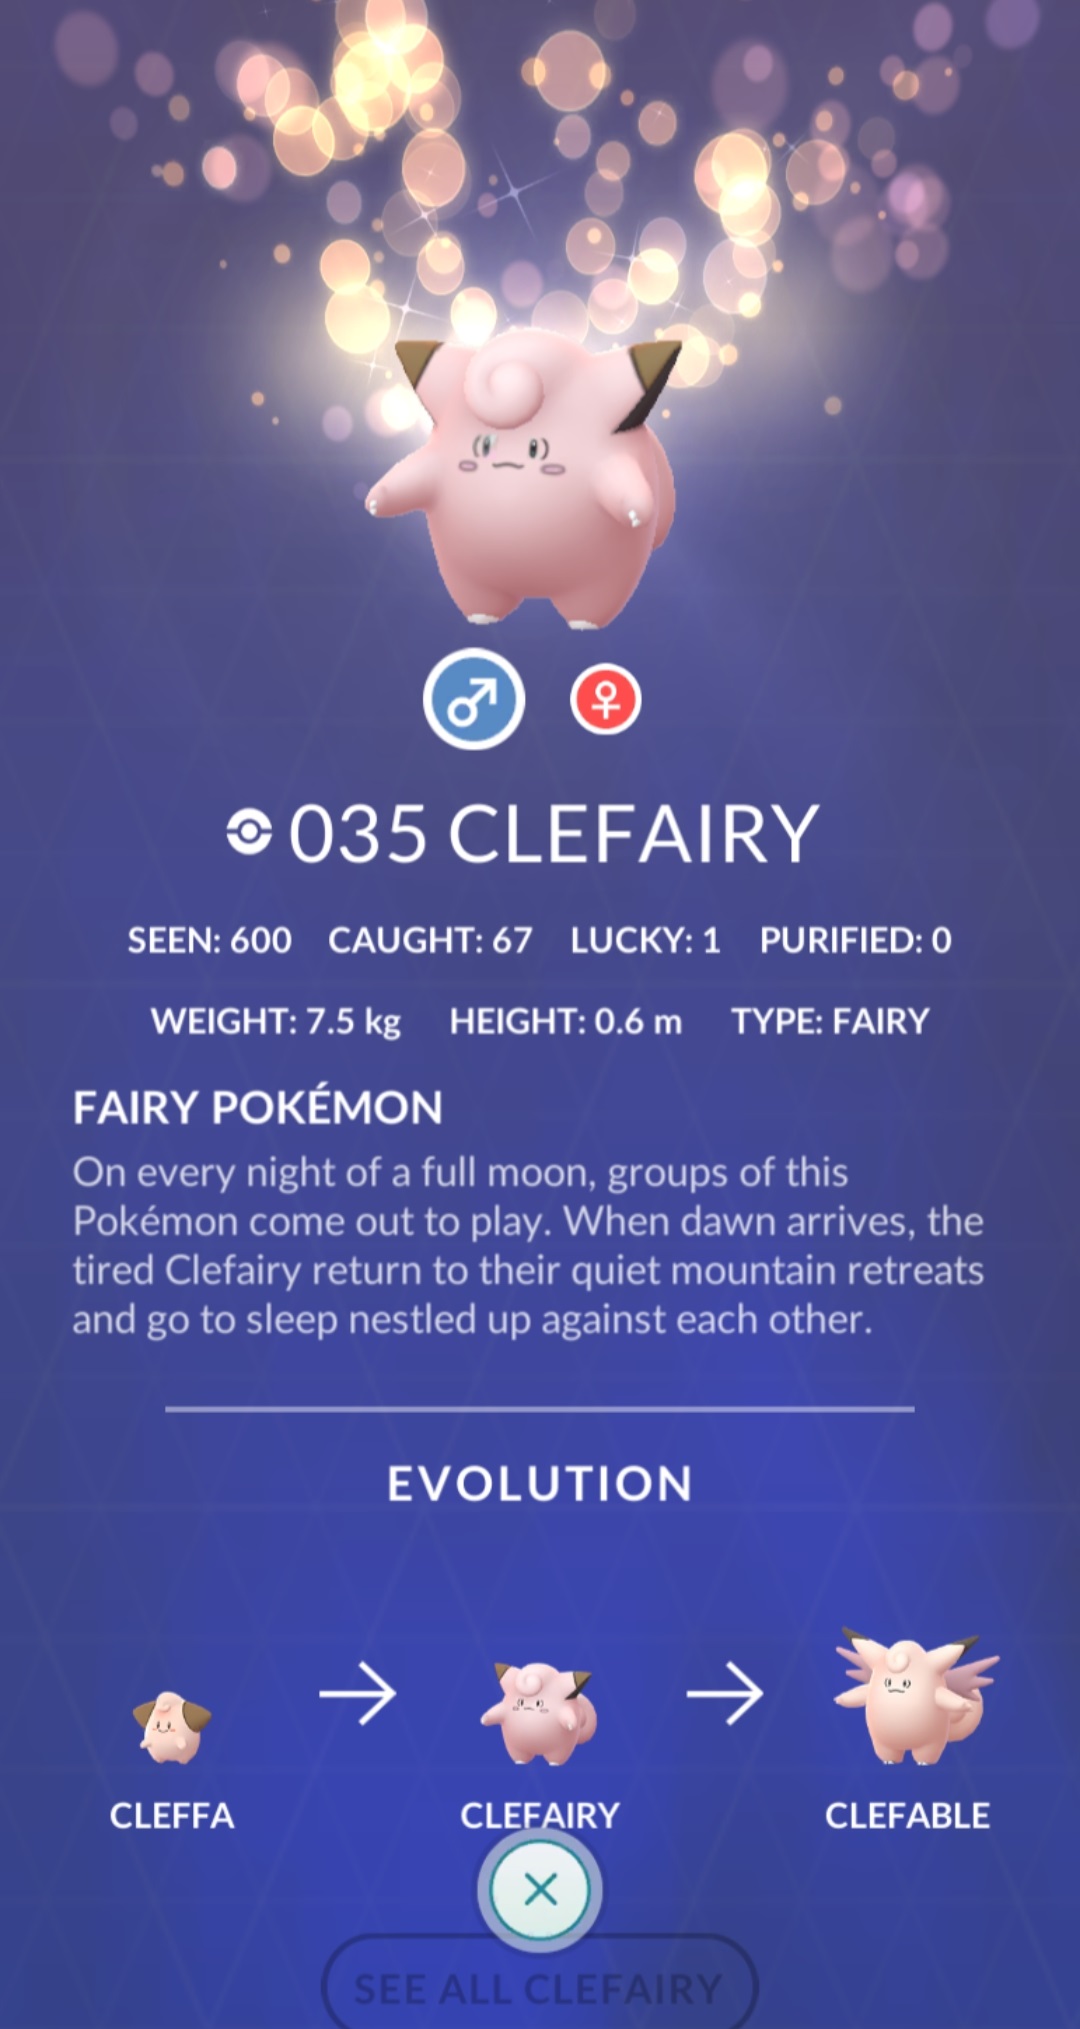 035 CLEFAIRY
SEEN: 600 CAUGHT: 67 LUCKY: 1 PURIFIED: 0
WEIGHT: 7.5 kg HEIGHT: 0.6 m TYPE: FAIRY
FAIRY POKÉMON
On every night of a full moon, groups of this
Pokémon come out to play. When dawn arrives, the
tired Clefairy return to their quiet mountain retreats
and go to sleep nestled up against each other.
EVOLUTION
CLEFFA CLEFAIRY CLEFABLE
SEE ALL CLEFAIRY